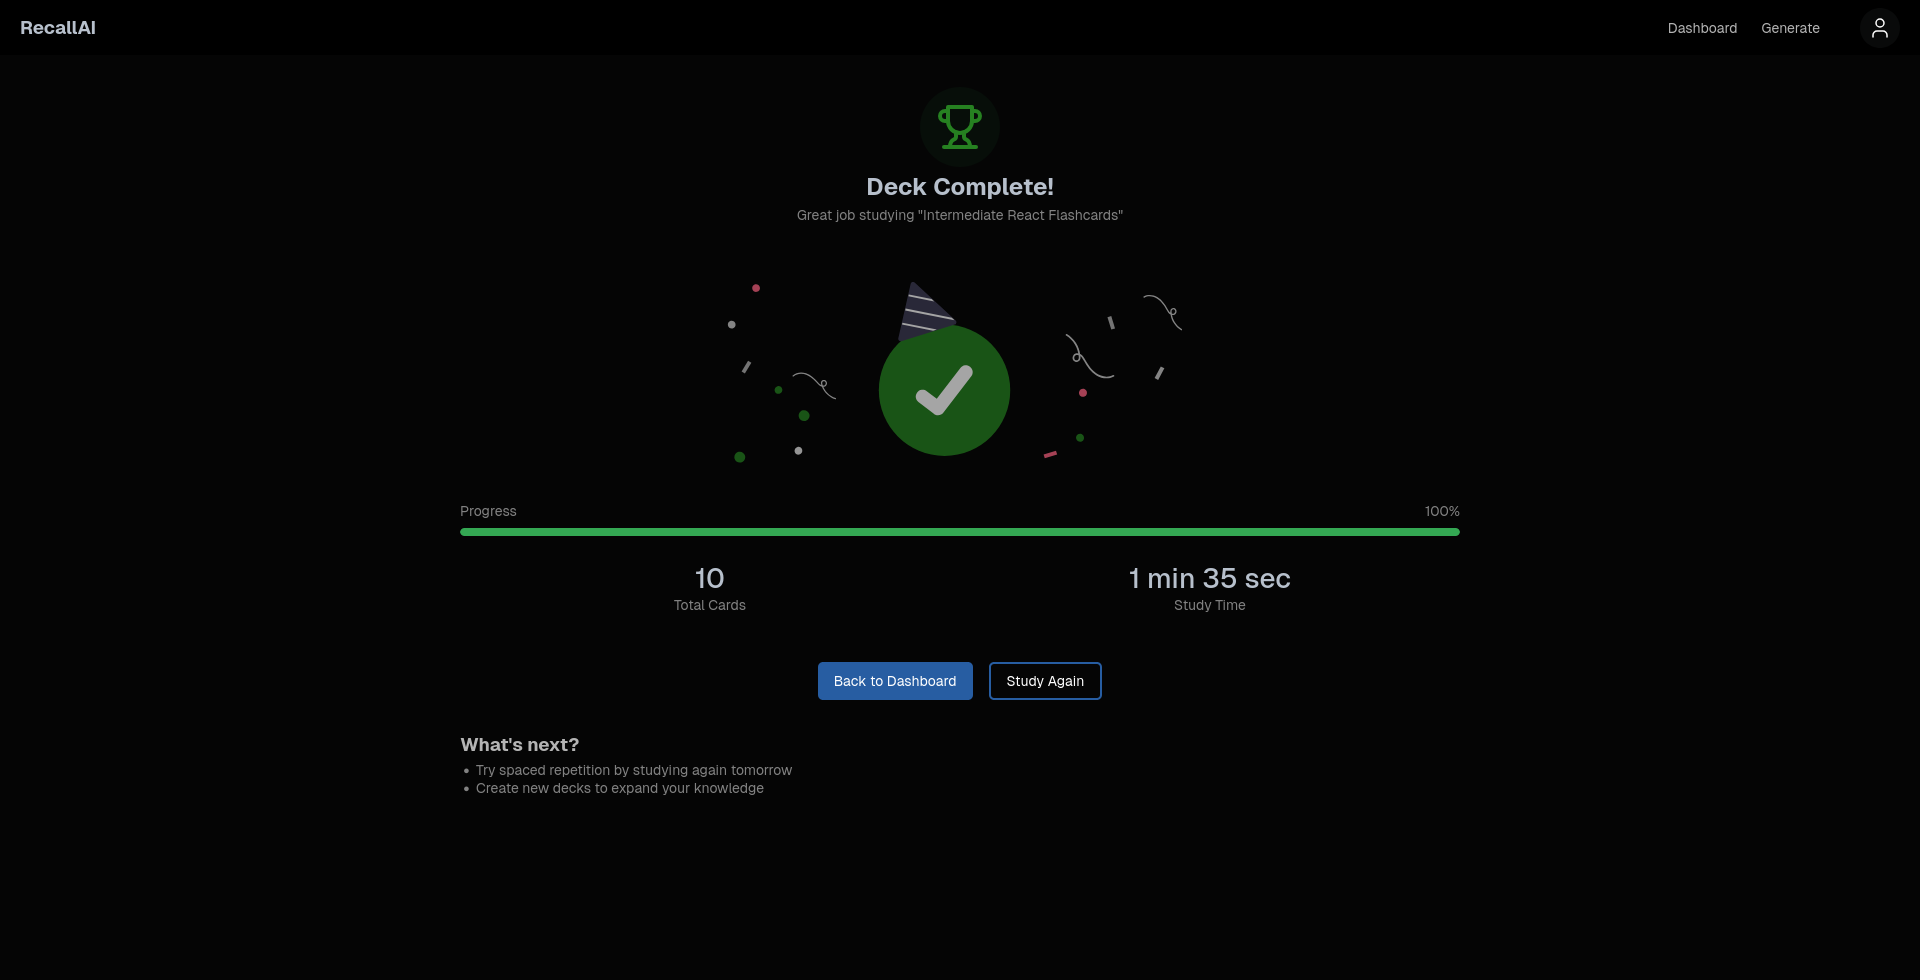 RecallAI
Dashboard Generate
Deck Complete!
Great job studying "Intermediate React Flashcards"
Progress 100%
10 1 min 35 sec
Total Cards Study Time
Back to Dashboard Study Again
What's next?
• Try spaced repetition by studying again tomorrow
• Create new decks to expand your knowledge